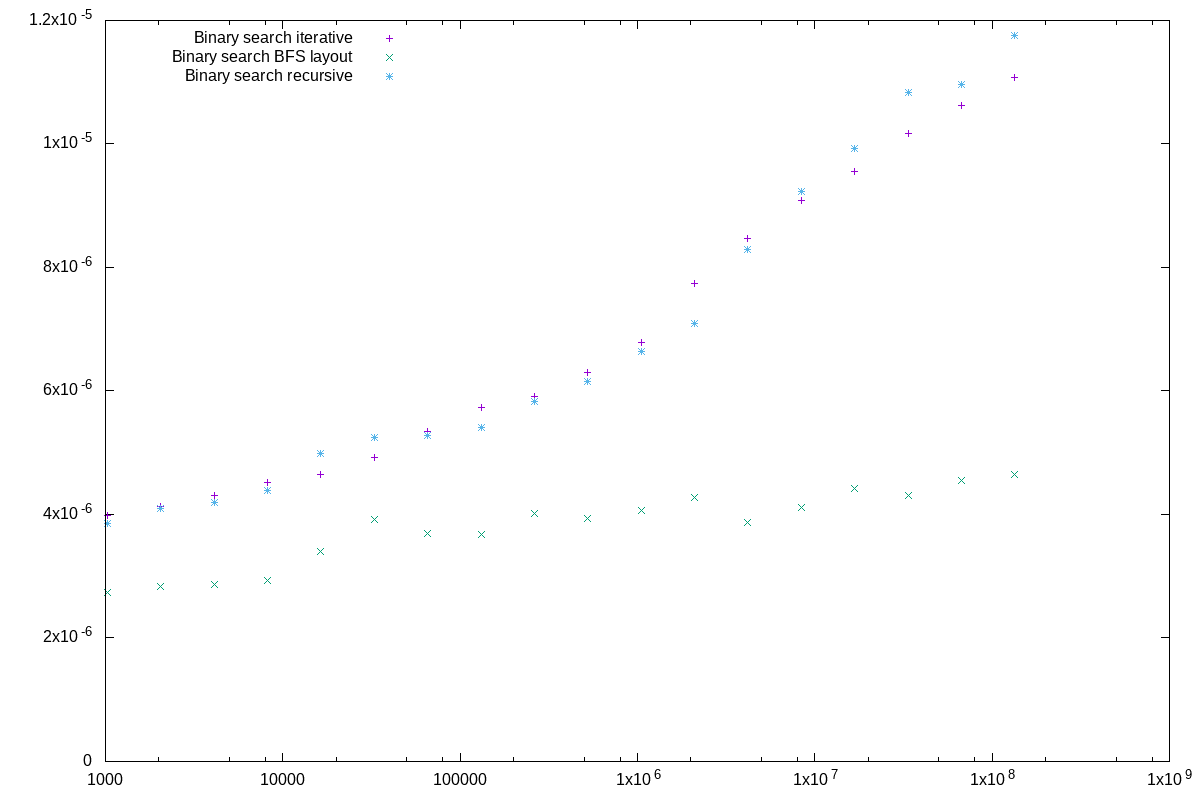 1.2x10 -5
Binary search iterative
Binary search BFS layout
Binary search recursive
1x10 -5
8x10 -6
6x10 -6
4x10 -6
2x10 -6
0
1000 10000 100000 1x10 6 1x10 7 1x10 8 1x10 9